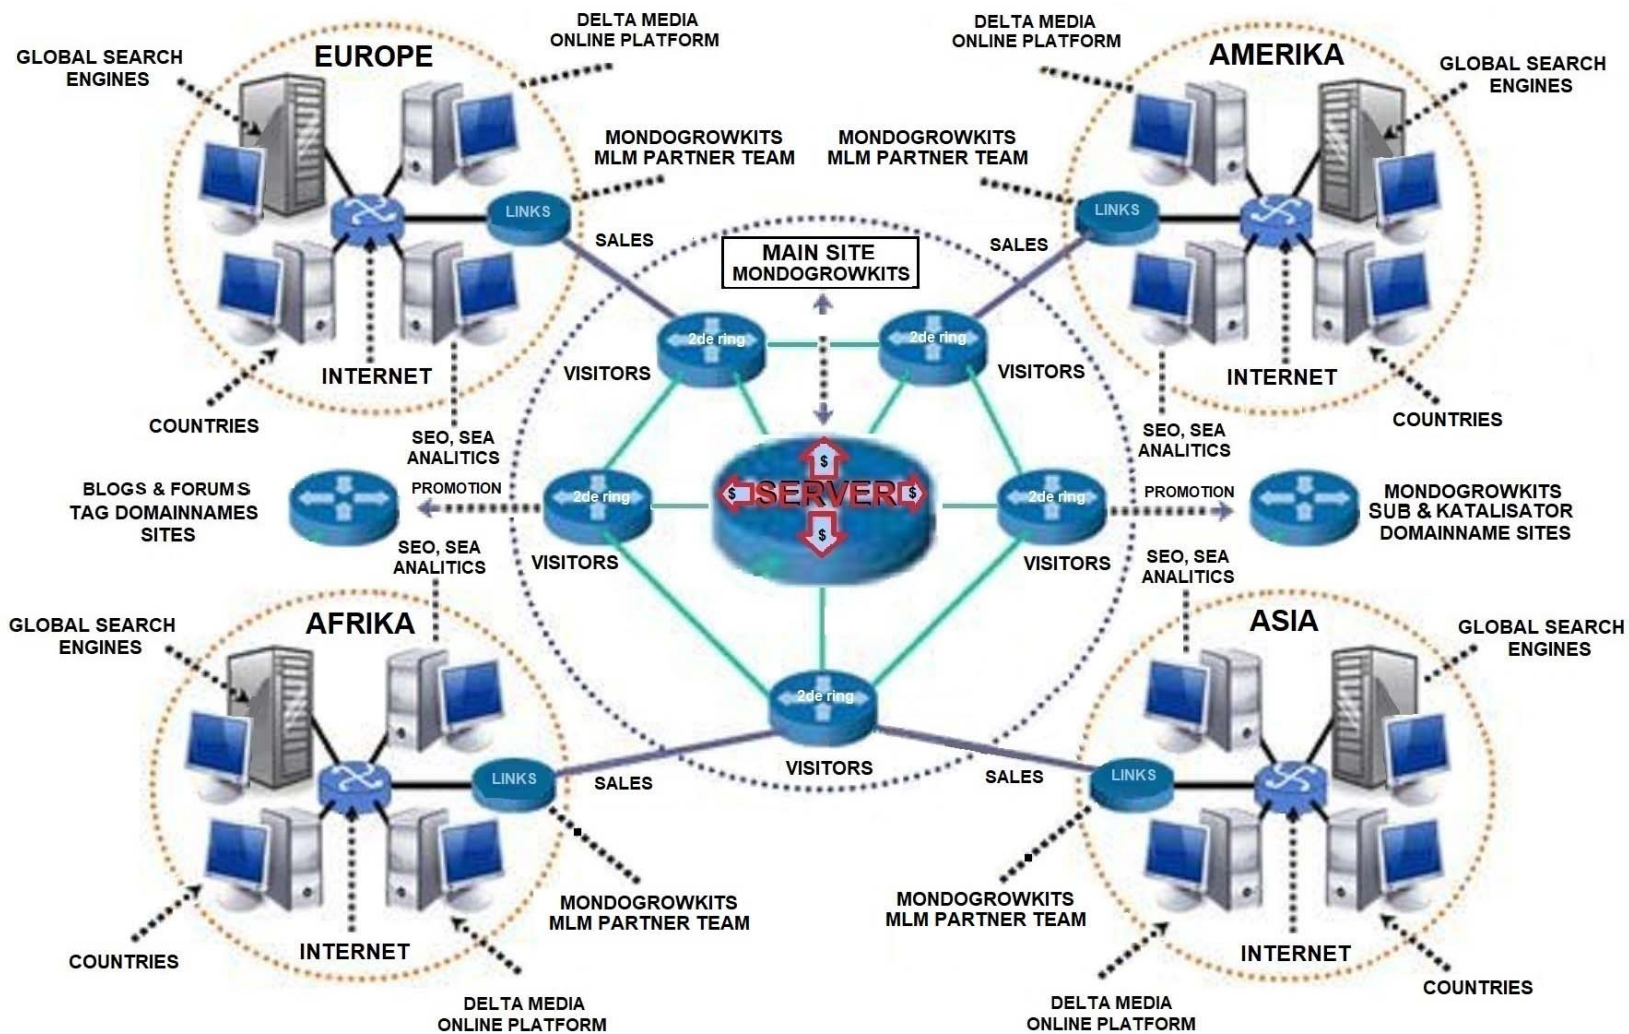 DELTA MEDIA
ONLINE PLATFORM
EUROPE
GLOBAL SEARCH
ENGINES
MONDOGROWKITS
MLM PARTNER TEAM
LINKS
SALES
INTERNET
COUNTRIES
SEO, SEA
ANALITICS
DELTA MEDIA
ONLINE PLATFORM
AMERIKA
GLOBAL SEARCH
ENGINES
MONDOGROWKITS
MLM PARTNER TEAM
LINKS
SALES
INTERNET
COUNTRIES
SEO, SEA
ANALITICS
MAIN SITE
MONDOGROWKITS
2de ring
2de ring
VISITORS
VISITORS
BLOGS & FORUMS
TAG DOMAINNAMES
SITES
PROMOTION
2de ring
VISITORS
$
$
SERVER
$
$
2de ring
VISITORS
PROMOTION
MONDOGROWKITS
SUB & KATALISATOR
DOMAINNAME SITES
2de ring
VISITORS
SEO, SEA
ANALITICS
AFRIKA
GLOBAL SEARCH
ENGINES
LINKS
SALES
MONDOGROWKITS
MLM PARTNER TEAM
INTERNET
COUNTRIES
DELTA MEDIA
ONLINE PLATFORM
SEO, SEA
ANALITICS
ASIA
GLOBAL SEARCH
ENGINES
SALES
LINKS
MONDOGROWKITS
MLM PARTNER TEAM
INTERNET
COUNTRIES
DELTA MEDIA
ONLINE PLATFORM